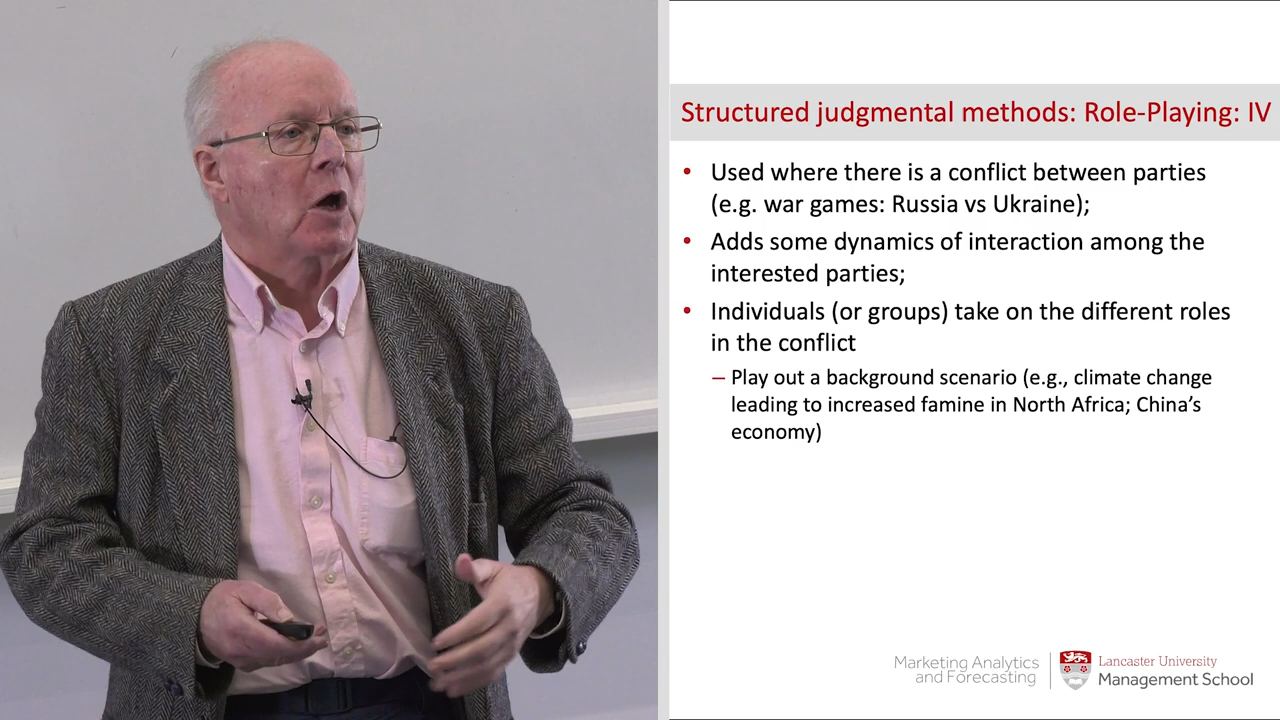 Structured judgmental methods: Role-Playing: IV
• Used where there is a conflict between parties
(e.g. war games: Russia vs Ukraine);
• Adds some dynamics of interaction among the
interested parties;
• Individuals (or groups) take on the different roles
in the conflict
– Play out a background scenario (e.g., climate change
leading to increased famine in North Africa; China’s
economy)
Marketing Analytics
and Forecasting
Lancaster University
Management School